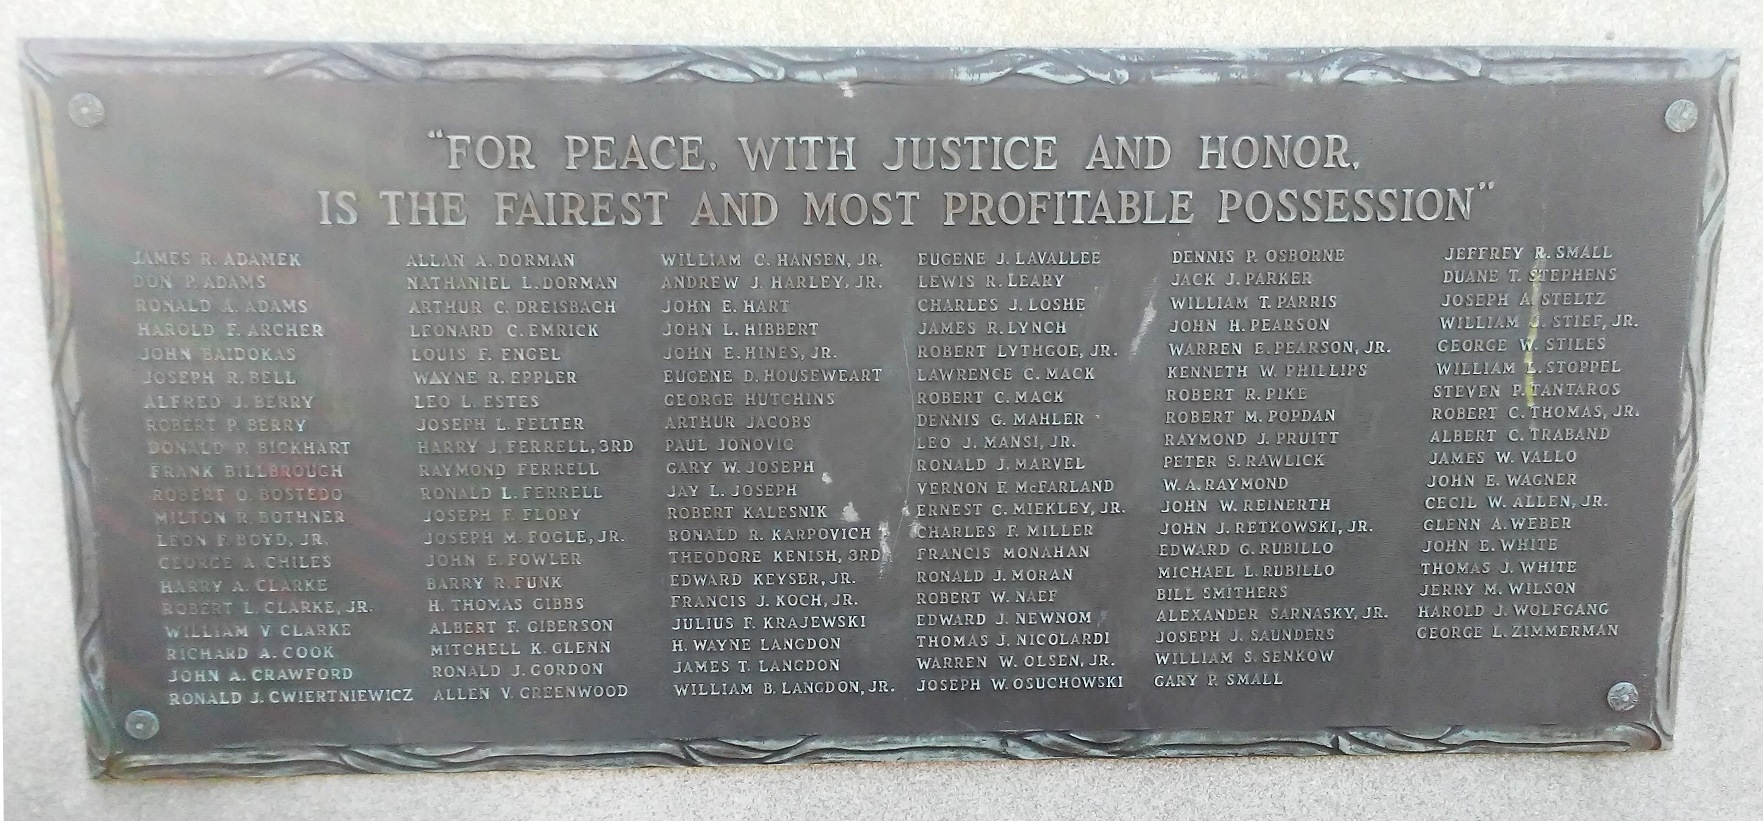 “FOR PEACE, WITH JUSTICE AND HONOR,
IS THE FAIREST AND MOST PROFITABLE POSSESSION”
JAMES R. ADAMEK
DON P. ADAMS
RONALD A. ADAMS
HAROLD F. ARCHER
JOHN BAIDOKAS
JOSEPH R. BELL
ALFRED J. BERRY
ROBERT P. BERRY
DONALD P. BICKHART
FRANK BILLBROUGH
ROBERT O. BOSTEDO
MILTON R. BOTHNER
LEON F. BOYD, JR.
GEORGE A. CHILES
HARRY A. CLARKE
ROBERT L. CLARKE, JR.
WILLIAM V. CLARKE
RICHARD A. COOK
JOHN A. CRAWFORD
RONALD J. CWIERTNIEWICZ
ALLAN A. DORMAN
NATHANIEL L. DORMAN
ARTHUR C. DREISBACH
LEONARD C. EMRICK
LOUIS F. ENGEL
WAYNE R. EPPLER
LEO L. ESTES
JOSEPH L. FELTER
HARRY J. FERRELL, 3RD
RAYMOND FERRELL
RONALD L. FERRELL
JOSEPH F. FLORY
JOSEPH M. FOGLE, JR.
JOHN E. FOWLER
BARRY R. FUNK
H. THOMAS GIBBS
ALBERT F. GIBERSON
MITCHELL K. GLENN
RONALD J. GORDON
ALLEN V. GREENWOOD
WILLIAM C. HANSEN, JR.
ANDREW J. HARLEY, JR.
JOHN E. HART
JOHN L. HIBBERT
JOHN E. HINES, JR.
EUGENE D. HOUSEWEART
GEORGE HUTCHINS
ARTHUR JACOBS
PAUL JONOVIC
GARY W. JOSEPH
JAY L. JOSEPH
ROBERT KALESNIK
RONALD R. KARPOVICH
THEODORE KENISH, 3RD
EDWARD KEYSER, JR.
FRANCIS J. KOCH, JR.
JULIUS F. KRAJEWSKI
H. WAYNE LANGDON
JAMES T. LANGDON
WILLIAM B. LANGDON, JR.
EUGENE J. LAVALLEE
LEWIS R. LEARY
CHARLES J. LOSHE
JAMES R. LYNCH
ROBERT LYTHGOE, JR.
LAWRENCE C. MACK
ROBERT C. MACK
DENNIS G. MAHLER
LEO J. MANSI, JR.
RONALD J. MARVEL
VERNON F. McFARLAND
ERNEST C. MIEKLEY, JR.
CHARLES F. MILLER
FRANCIS MONAHAN
RONALD J. MORAN
ROBERT W. NAEF
EDWARD J. NEWNOM
THOMAS J. NICOLARDI
WARREN W. OLSEN, JR.
JOSEPH W. OSUCHOWSKI
DENNIS P. OSBORNE
JACK J. PARKER
WILLIAM T. PARRIS
JOHN H. PEARSON
WARREN E. PEARSON, JR.
KENNETH W. PHILLIPS
ROBERT R. PIKE
ROBERT M. POPDAN
RAYMOND J. PRUITT
PETER S. RAWLICK
W. A. RAYMOND
JOHN W. REINERTH
JOHN J. RETKOWSKI, JR.
EDWARD G. RUBILLO
MICHAEL L. RUBILLO
BILL SMITHERS
ALEXANDER SARNASKY, JR.
JOSEPH J. SAUNDERS
WILLIAM S. SENKOW
GARY P. SMALL
JEFFREY R. SMALL
DUANE T. STEPHENS
JOSEPH A. STELTZ
WILLIAM J. STIEF, JR.
GEORGE W. STILES
WILLIAM L. STOPPEL
STEVEN P. TANTAROS
ROBERT C. THOMAS, JR.
ALBERT C. TRABAND
JAMES W. VALLO
JOHN E. WAGNER
CECIL W. ALLEN, JR.
GLENN A. WEBER
JOHN E. WHITE
THOMAS J. WHITE
JERRY M. WILSON
HAROLD J. WOLFGANG
GEORGE L. ZIMMERMAN